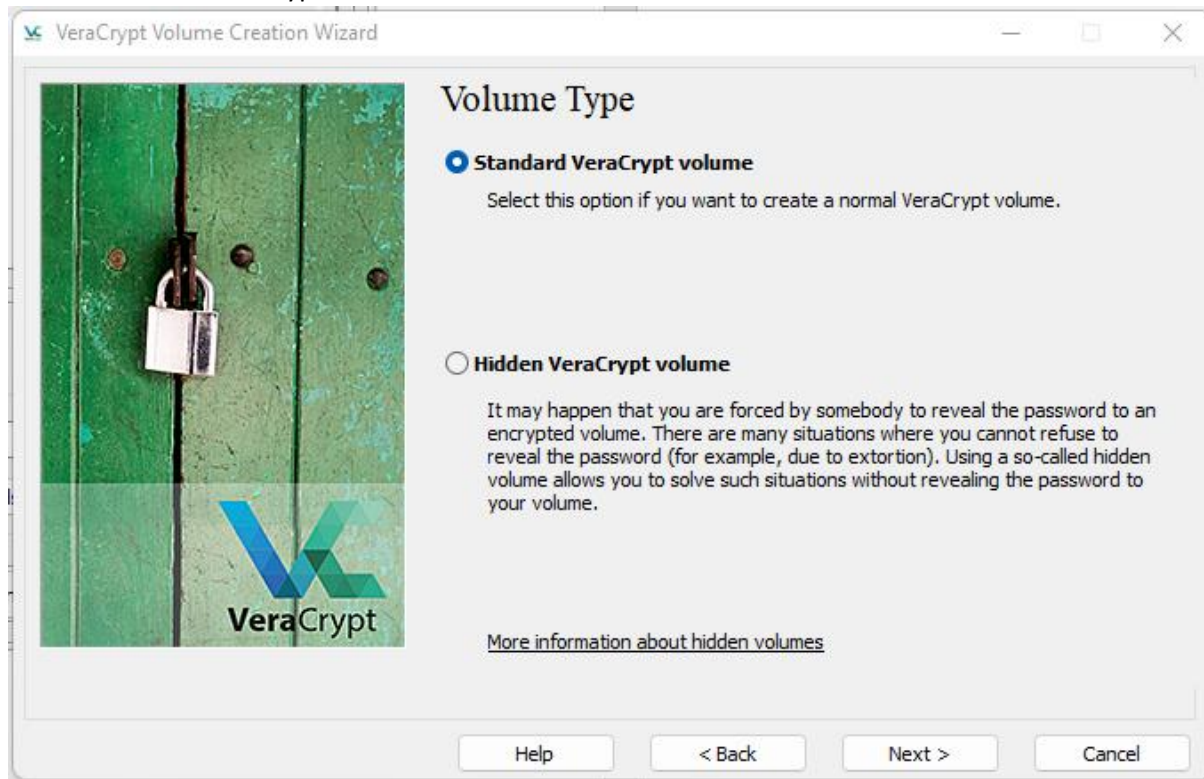 VeraCrypt Volume Creation Wizard
Volume Type
Standard VeraCrypt volume
Select this option if you want to create a normal VeraCrypt volume.
Hidden VeraCrypt volume
It may happen that you are forced by somebody to reveal the password to an
encrypted volume. There are many situations where you cannot refuse to
reveal the password (for example, due to extortion). Using a so-called hidden
volume allows you to solve such situations without revealing the password to
your volume.
VeraCrypt
More information about hidden volumes
Help
< Back
Next >
Cancel